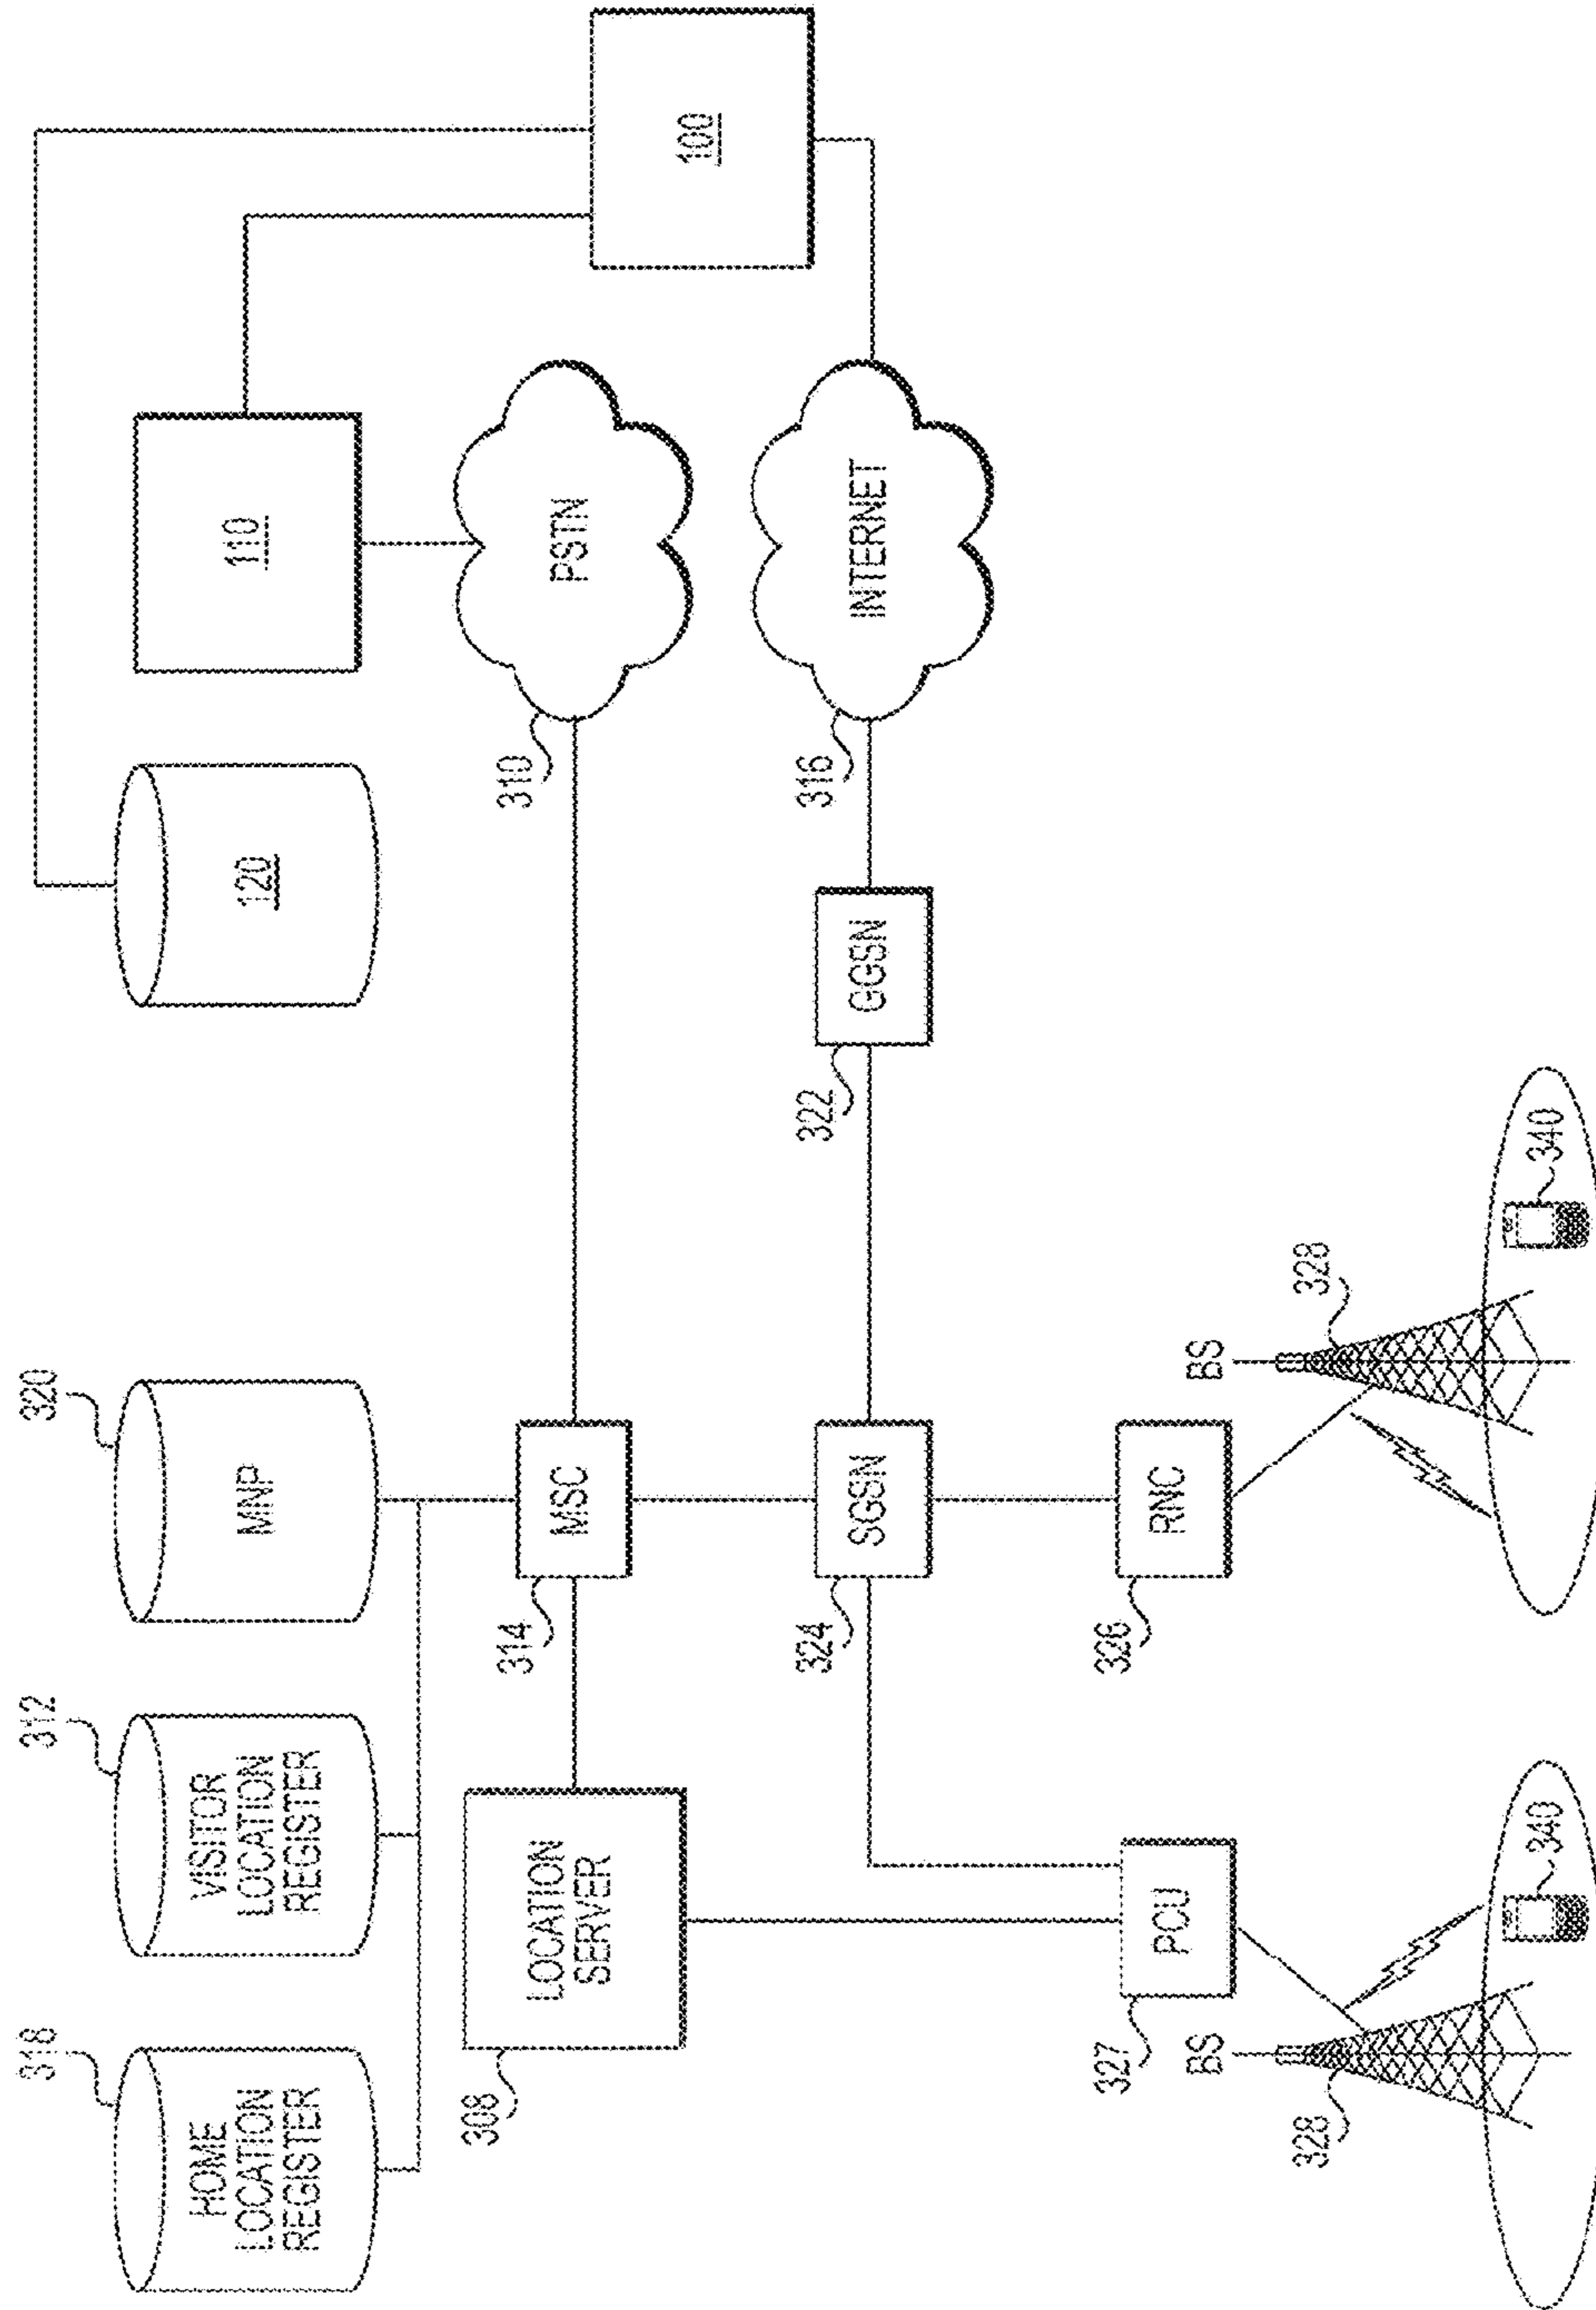 318
HOME
LOCATION
REGISTER
312
VISITOR
LOCATION
REGISTER
320
MNP
120
110
100
308
LOCATION
SERVER
314
MSC
310
PSTN
324
SGSN
322
GGSN
316
INTERNET
327
PCU
326
RNC
BS
328
340
BS
328
340